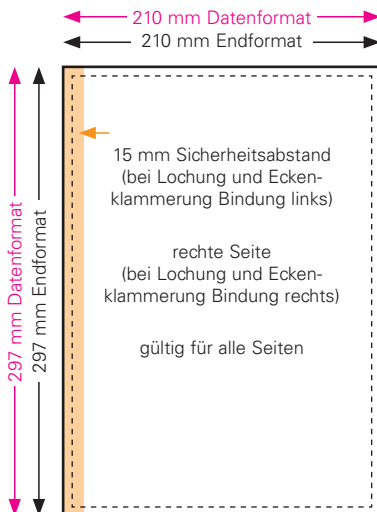 210 mm Datenformat
210 mm Endformat
297 mm Datenformat
297 mm Endformat
15 mm Sicherheitsabstand
(bei Lochung und Ecken-
klammerung Bindung links)
rechte Seite
(bei Lochung und Ecken-
klammerung Bindung rechts)
gültig für alle Seiten